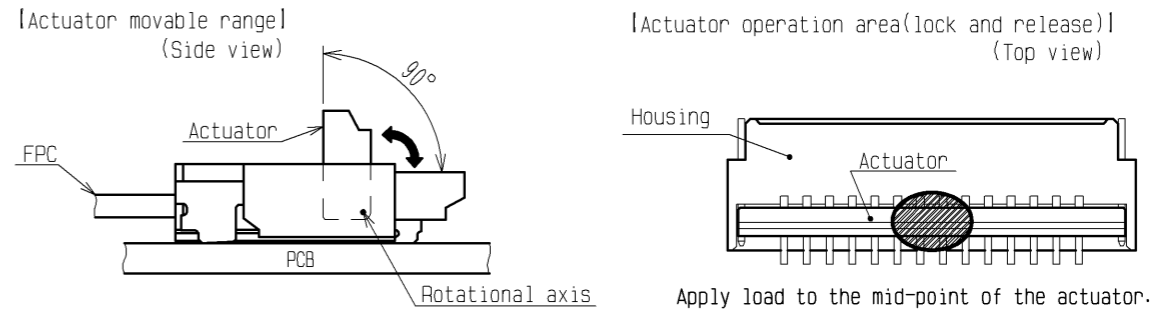 [Actuator movable range]
(Side view)
90°
Actuator
FPC
PCB
Rotational axis
[Actuator operation area(lock and release)]
(Top view)
Housing
Actuator
Apply load to the mid-point of the actuator.